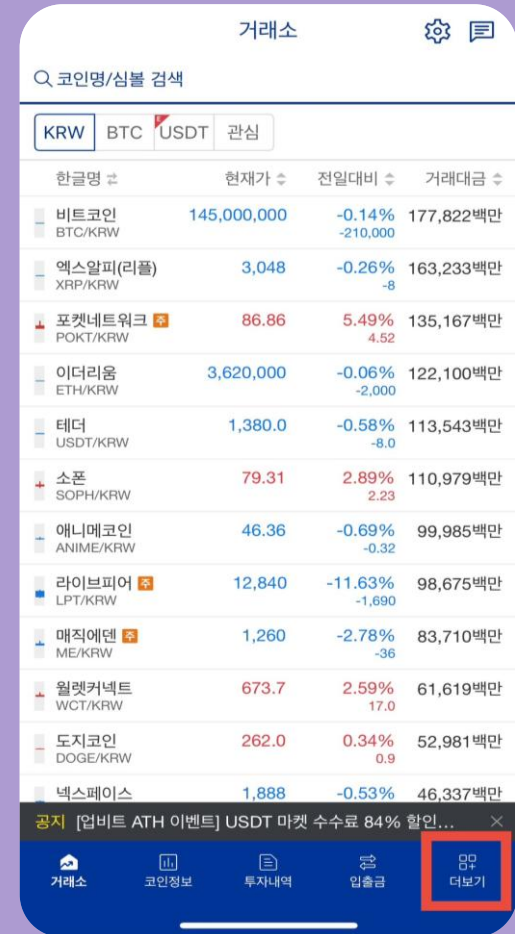 거래소
코인명/심볼 검색
KRW BTC USDT 관심
한글명 현재가 전일대비 거래대금
비트코인 145,000,000 -0.14% 177,822백만
BTC/KRW -210,000
엑스알피(리플) 3,048 -0.26% 163,233백만
XRP/KRW -8
포켓네트워크 주 86.86 5.49% 135,167백만
POKT/KRW 4.52
이더리움 3,620,000 -0.06% 122,100백만
ETH/KRW -2,000
테더 1,380.0 -0.58% 113,543백만
USDT/KRW -8.0
소폰 79.31 2.89% 110,979백만
SOPH/KRW 2.23
애니메코인 46.36 -0.69% 99,985백만
ANIME/KRW -0.32
라이브피어 주 12,840 -11.63% 98,675백만
LPT/KRW -1,690
매직에덴 주 1,260 -2.78% 83,710백만
ME/KRW -36
월렛커넥트 673.7 2.59% 61,619백만
WCT/KRW 17.0
도지코인 262.0 0.34% 52,981백만
DOGE/KRW 0.9
넥스페이스 1,888 -0.53% 46,337백만
공지 [업비트 ATH 이벤트] USDT 마켓 수수료 84% 할인...
거래소 코인정보 투자내역 입출금 더보기